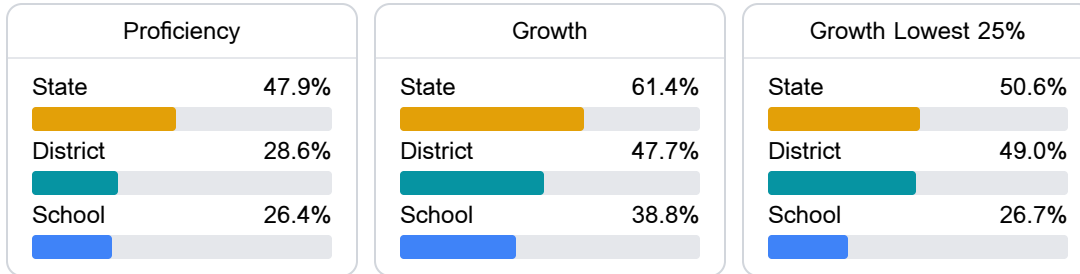 Proficiency
State 47.9%
District 28.6%
School 26.4%
Growth
State 61.4%
District 47.7%
School 38.8%
Growth Lowest 25%
State 50.6%
District 49.0%
School 26.7%